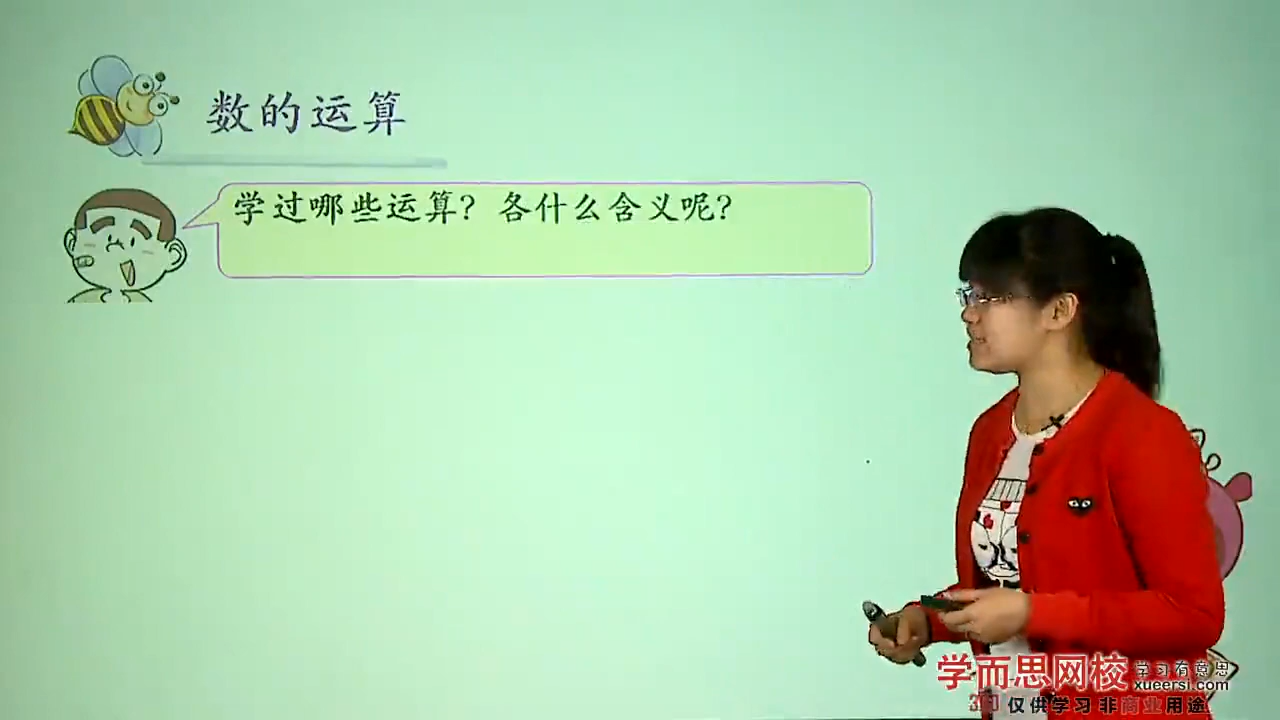 数的运算
学过哪些运算？各什么含义呢？
学而思网校
学习有意思
xueersi.com
360 仅供学习 非商业用途